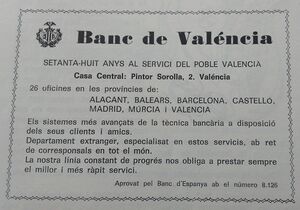 Banc de Valéncia
SETANTA-HUIT ANYS AL SERVICI DEL POBLE VALENCIA
Casa Central: Pintor Sorolla, 2. Valéncia
26 oficines en les províncies de:
ALACANT, BALEARS, BARCELONA, CASTELLO,
MADRID, MURCIA I VALENCIA
Els sistemes més avançats de la tècnica bancària a disposició
dels seus clients i amics.
Departament extranger, especialisat en estos servicis, ab ret
de corresponsals en tot el món.
La nostra línia constant de progrés nos obliga a prestar sempre
el millor i més ràpit servici.
Aprovat pel Banc d'Espanya ab el número 8.126